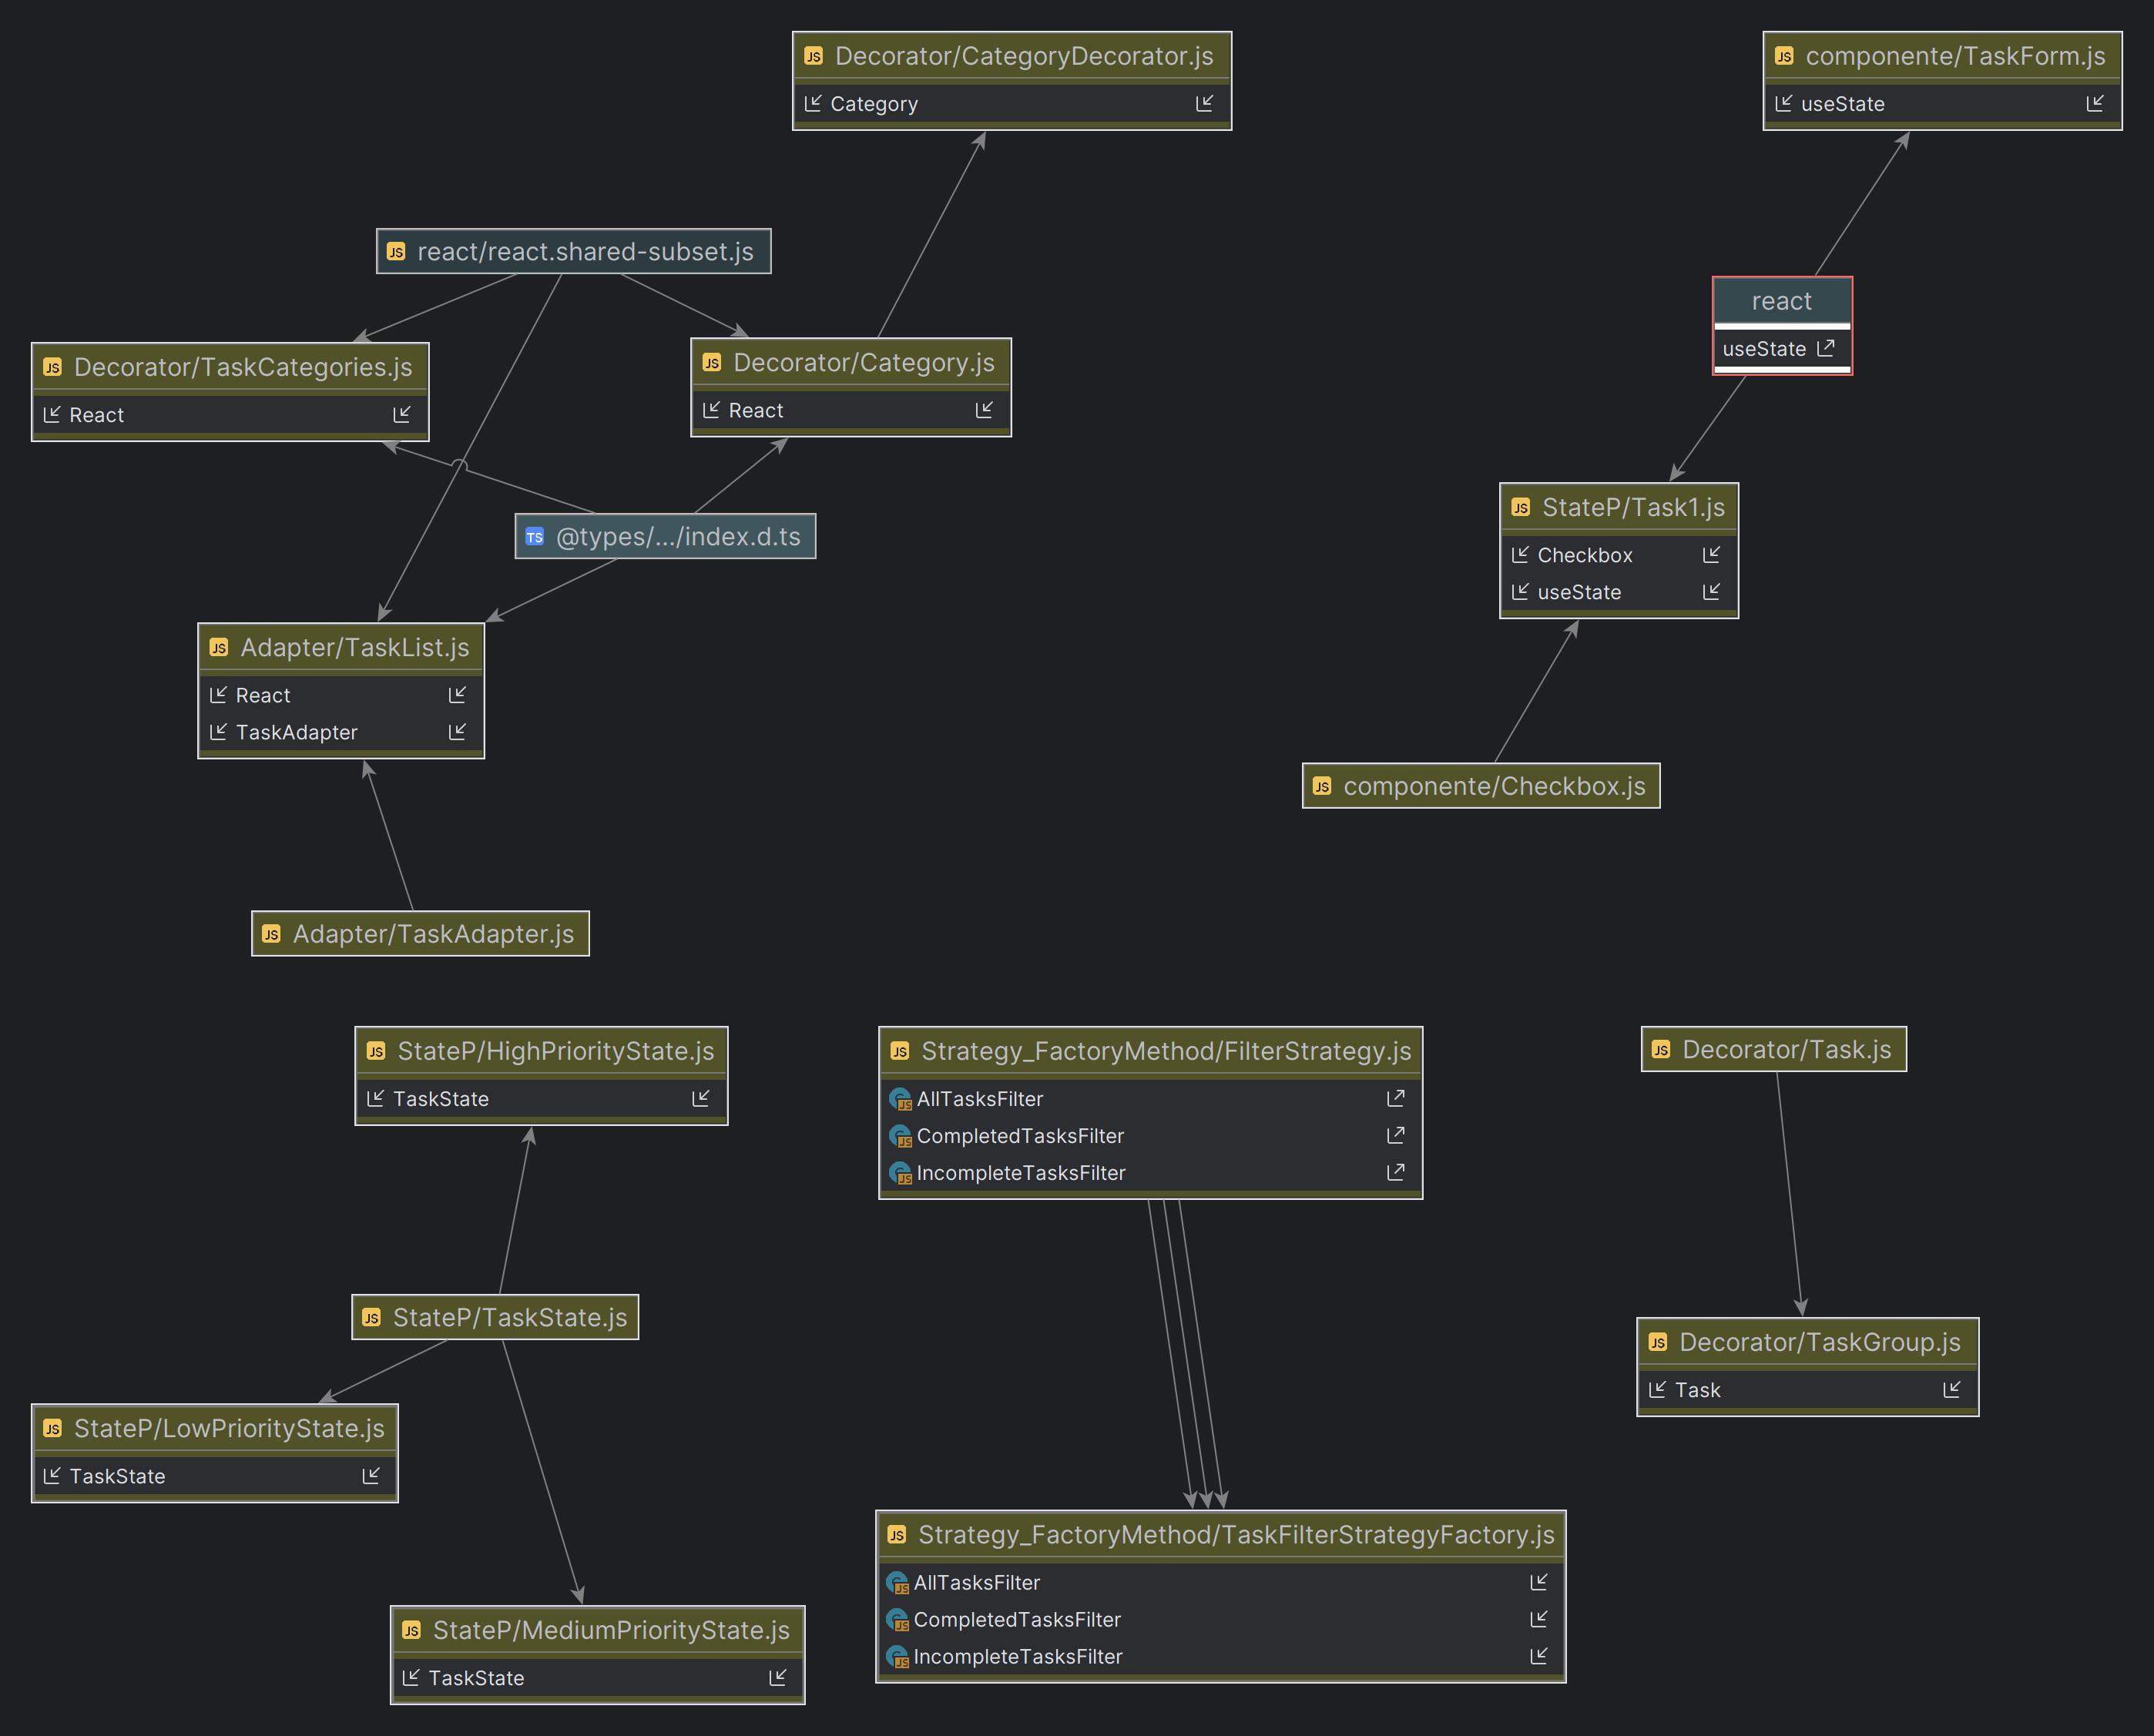 Decorator/CategoryDecorator.js
Category
componente/TaskForm.js
useState
react/react.shared-subset.js
react
useState
Decorator/TaskCategories.js
React
Decorator/Category.js
React
StateP/Task1.js
Checkbox
useState
@types/.../index.d.ts
Adapter/TaskList.js
React
TaskAdapter
componente/Checkbox.js
Adapter/TaskAdapter.js
StateP/HighPriorityState.js
TaskState
Strategy_FactoryMethod/FilterStrategy.js
AllTasksFilter
CompletedTasksFilter
IncompleteTasksFilter
Decorator/Task.js
StateP/TaskState.js
Decorator/TaskGroup.js
Task
StateP/LowPriorityState.js
TaskState
Strategy_FactoryMethod/TaskFilterStrategyFactory.js
AllTasksFilter
CompletedTasksFilter
IncompleteTasksFilter
StateP/MediumPriorityState.js
TaskState